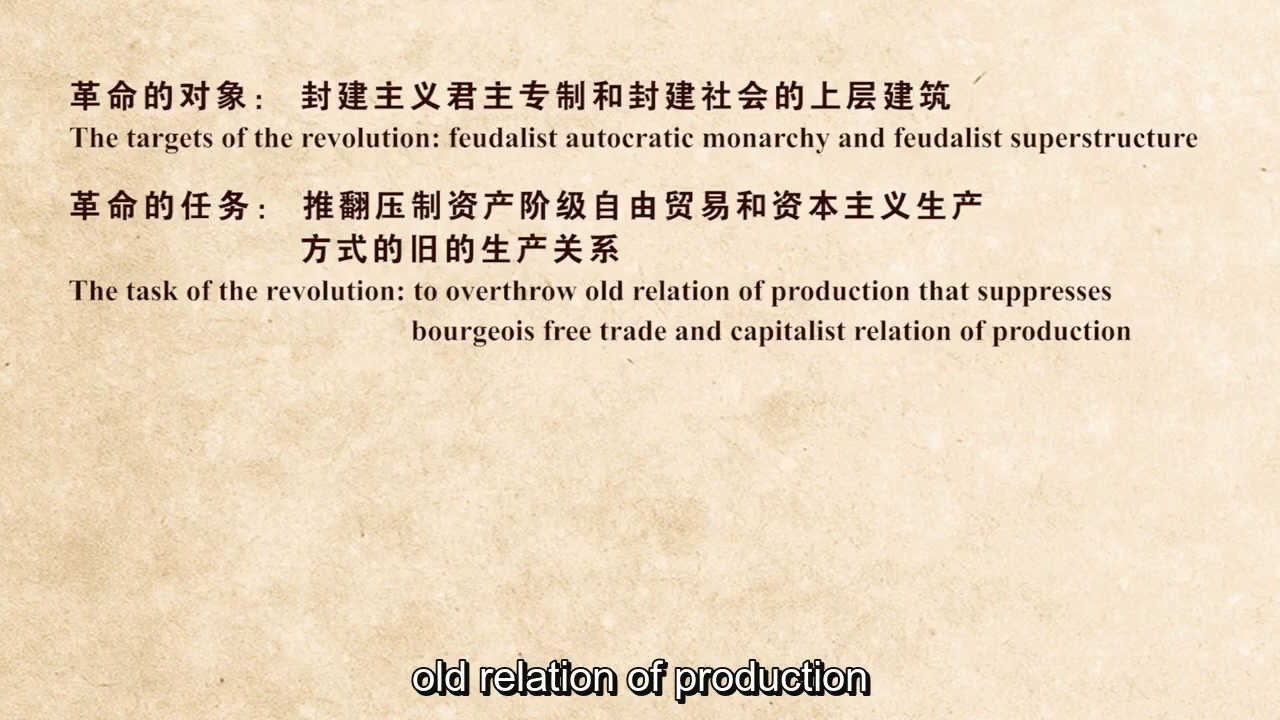 革命的对象： 封建主义君主专制和封建社会的上层建筑
The targets of the revolution: feudalist autocratic monarchy and feudalist superstructure
革命的任务： 推翻压制资产阶级自由贸易和资本主义生产
方式的旧的生产关系
The task of the revolution: to overthrow old relation of production that suppresses
bourgeois free trade and capitalist relation of production
old relation of production